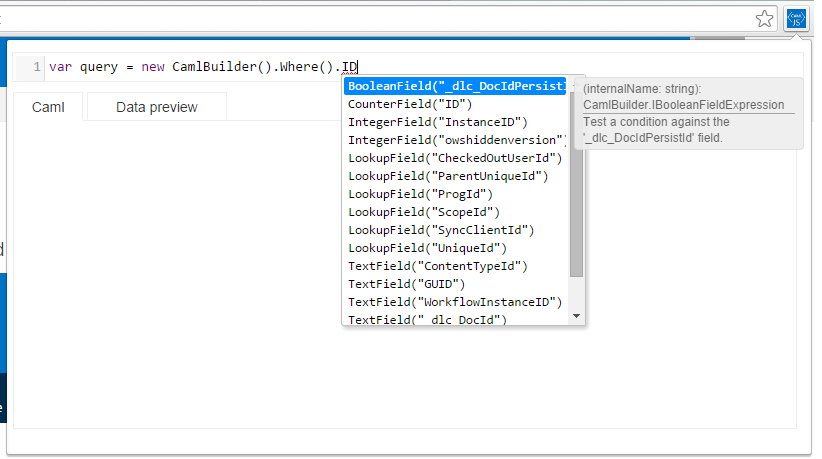 CAML
JS
1 var query = new CamlBuilder().Where().ID
BooleanField("_dlc_DocIdPersistI
(internalName: string):
CamlBuilder.IBooleanFieldExpression
Test a condition against the
'_dlc_DocIdPersistId' field.
CounterField("ID")
IntegerField("InstanceID")
IntegerField("owshiddenversion")
LookupField("CheckedOutUserId")
LookupField("ParentUniqueId")
LookupField("ProgId")
LookupField("ScopeId")
LookupField("SyncClientId")
LookupField("UniqueId")
TextField("ContentTypeId")
TextField("GUID")
TextField("WorkflowInstanceID")
TextField("_dlc_DocId")
Caml
Data preview